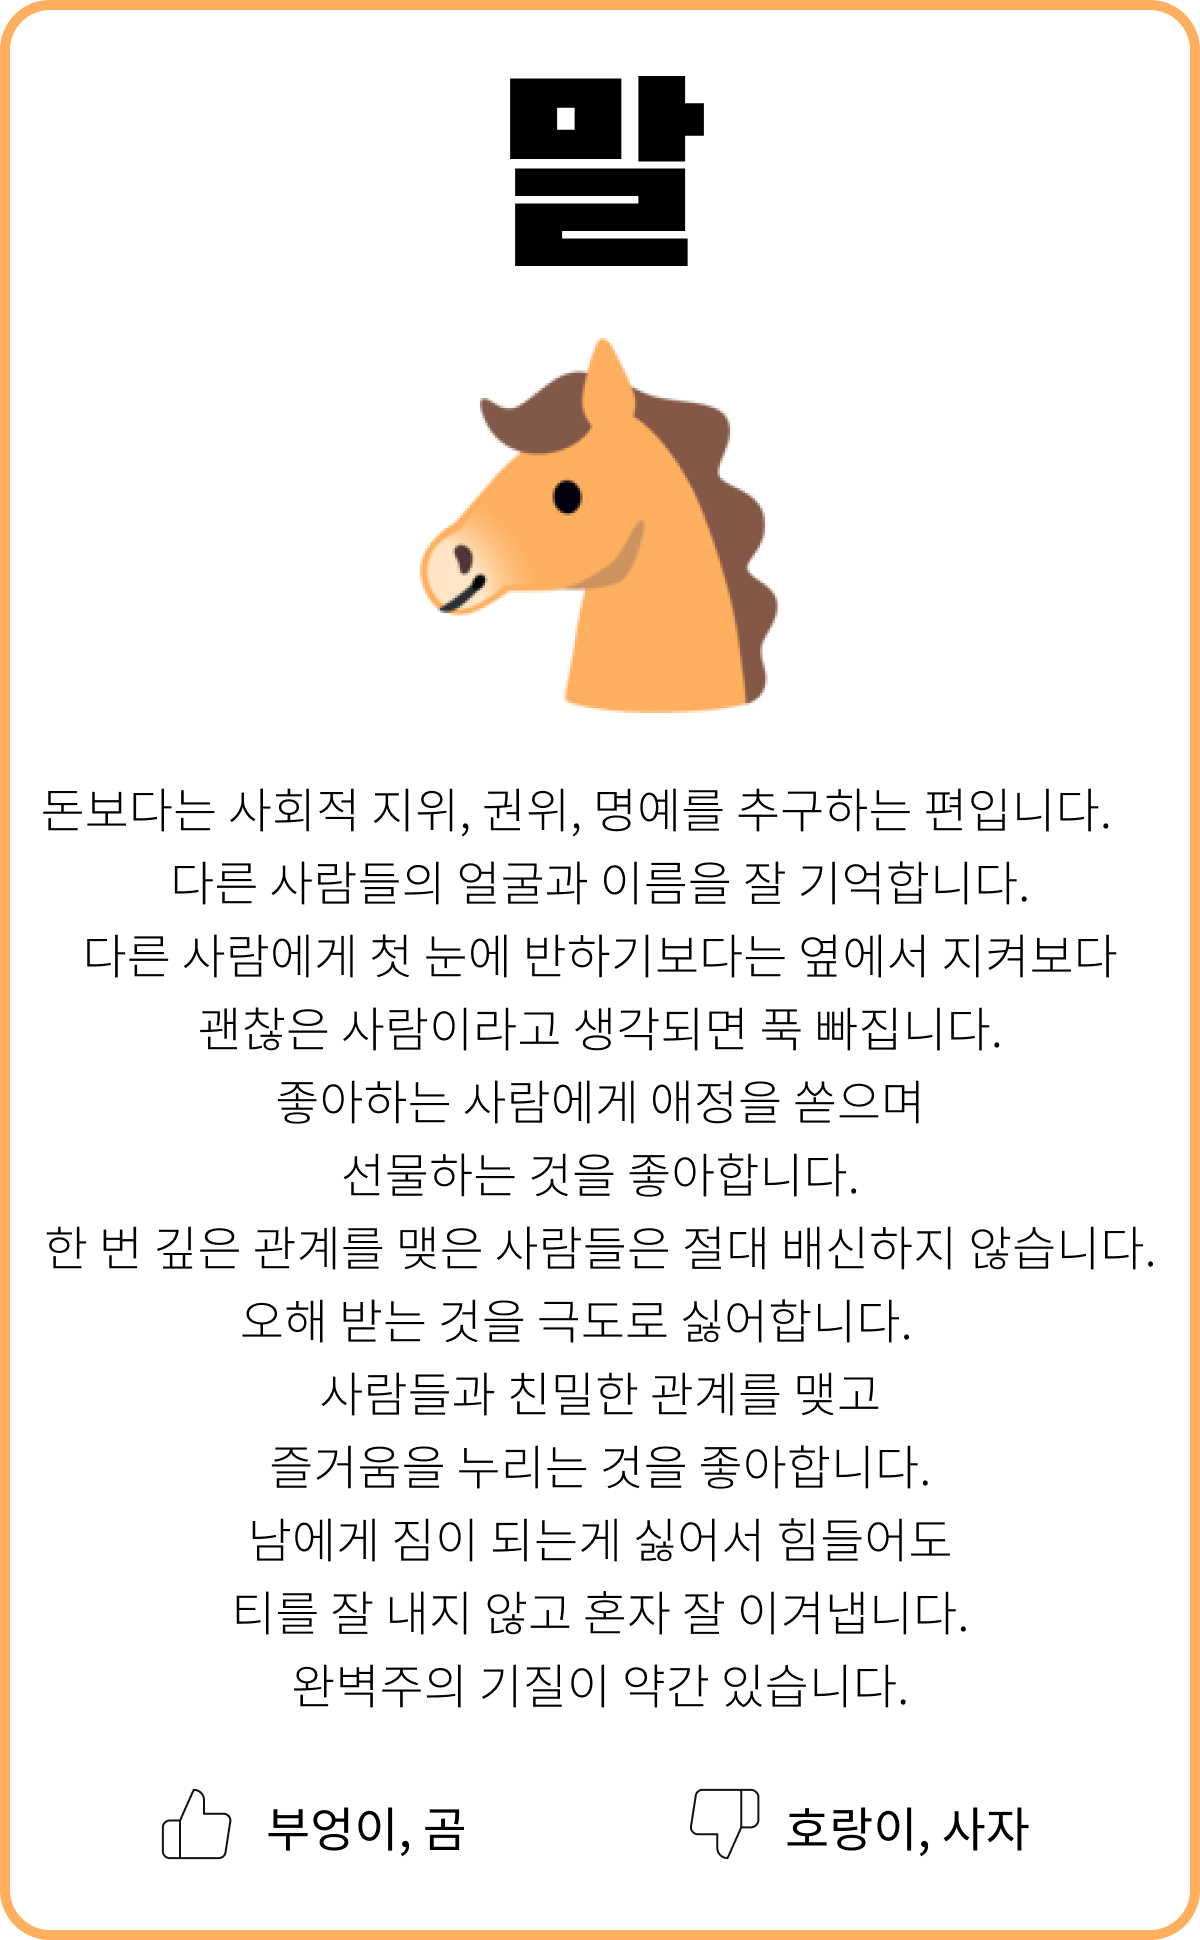 말
돈보다는 사회적 지위, 권위, 명예를 추구하는 편입니다.
다른 사람들의 얼굴과 이름을 잘 기억합니다.
다른 사람에게 첫 눈에 반하기보다는 옆에서 지켜보다
괜찮은 사람이라고 생각되면 푹 빠집니다.
좋아하는 사람에게 애정을 쏟으며
선물하는 것을 좋아합니다.
한 번 깊은 관계를 맺은 사람들은 절대 배신하지 않습니다.
오해 받는 것을 극도로 싫어합니다.
사람들과 친밀한 관계를 맺고
즐거움을 누리는 것을 좋아합니다.
남에게 짐이 되는게 싫어서 힘들어도
티를 잘 내지 않고 혼자 잘 이겨냅니다.
완벽주의 기질이 약간 있습니다.
부엉이, 곰
호랑이, 사자